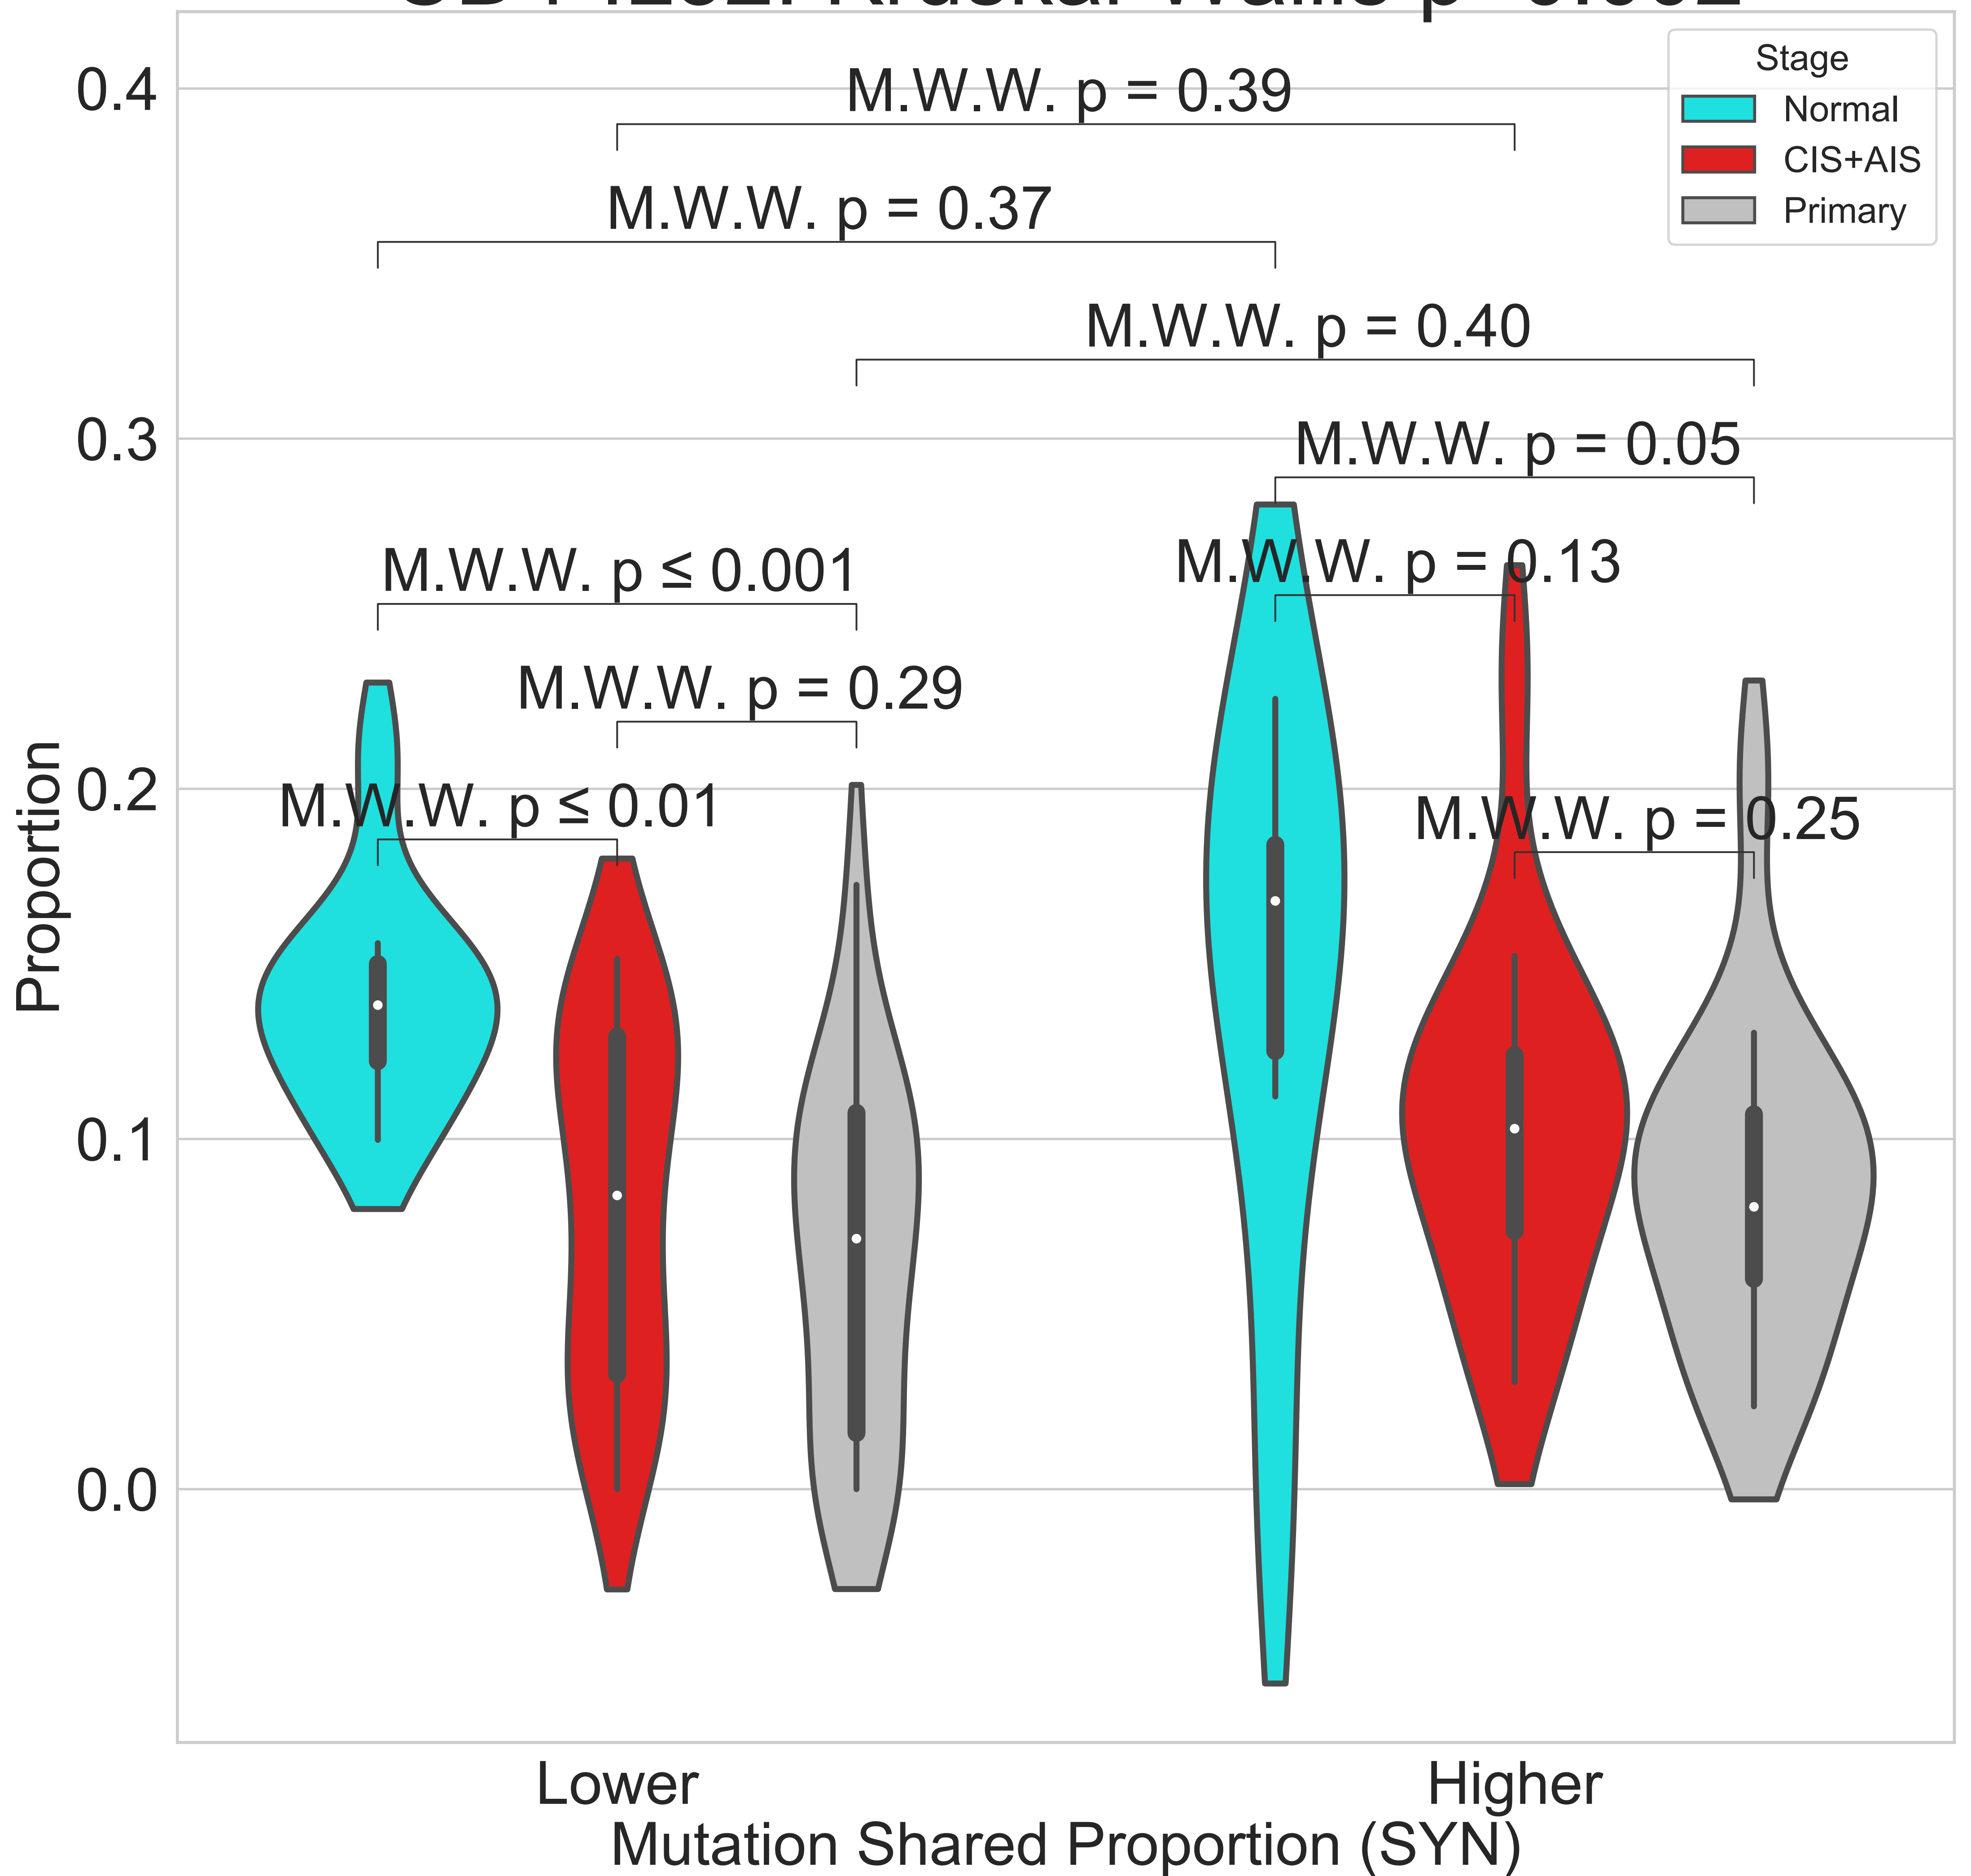 0.4
0.3
0.2
0.1
0.0
Proportion
Stage
Normal
CIS+AIS
Primary
M.W.W. p = 0.39
M.W.W. p = 0.37
M.W.W. p = 0.40
M.W.W. p = 0.05
M.W.W. p = 0.13
M.W.W. p ≤ 0.001
M.W.W. p = 0.29
M.W.W. p ≤ 0.01
M.W.W. p = 0.25
Lower
Higher
Mutation Shared Proportion (SYN)